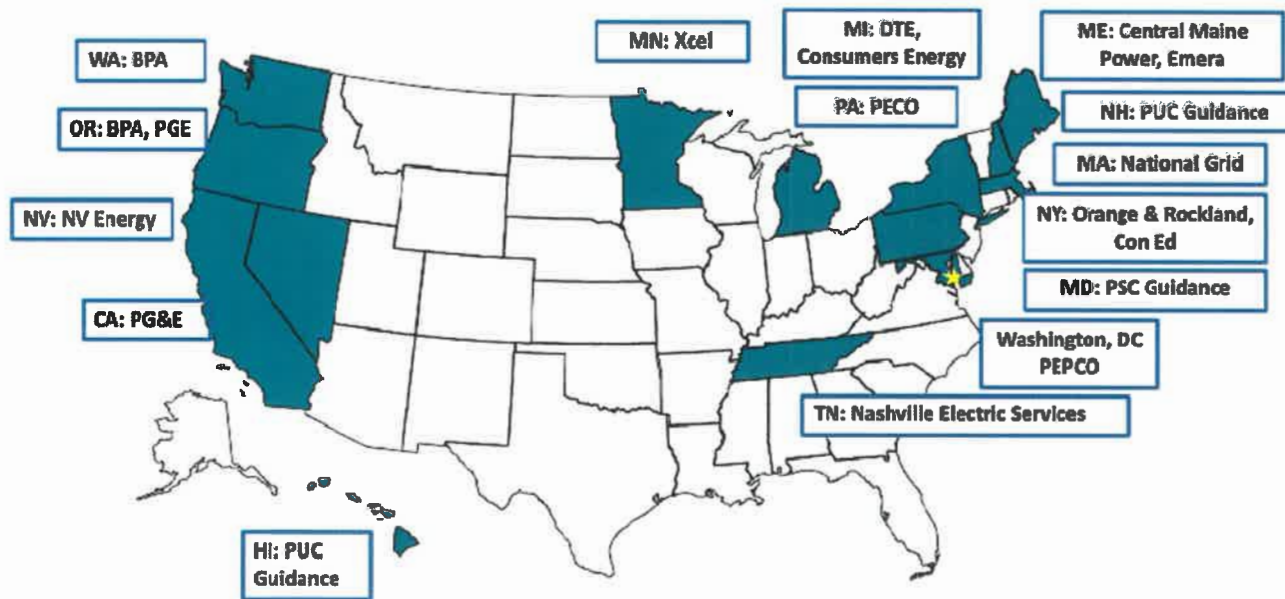 WA: BPA
OR: BPA, PGE
NV: NV Energy
CA: PG&E
HI: PUC
Guidance
MN: Xcel
MI: DTE,
Consumers Energy
PA: PECO
ME: Central Maine
Power, Emera
NH: PUC Guidance
MA: National Grid
NY: Orange & Rockland,
Con Ed
MD: PSC Guidance
Washington, DC
PEPCO
TN: Nashville Electric Services